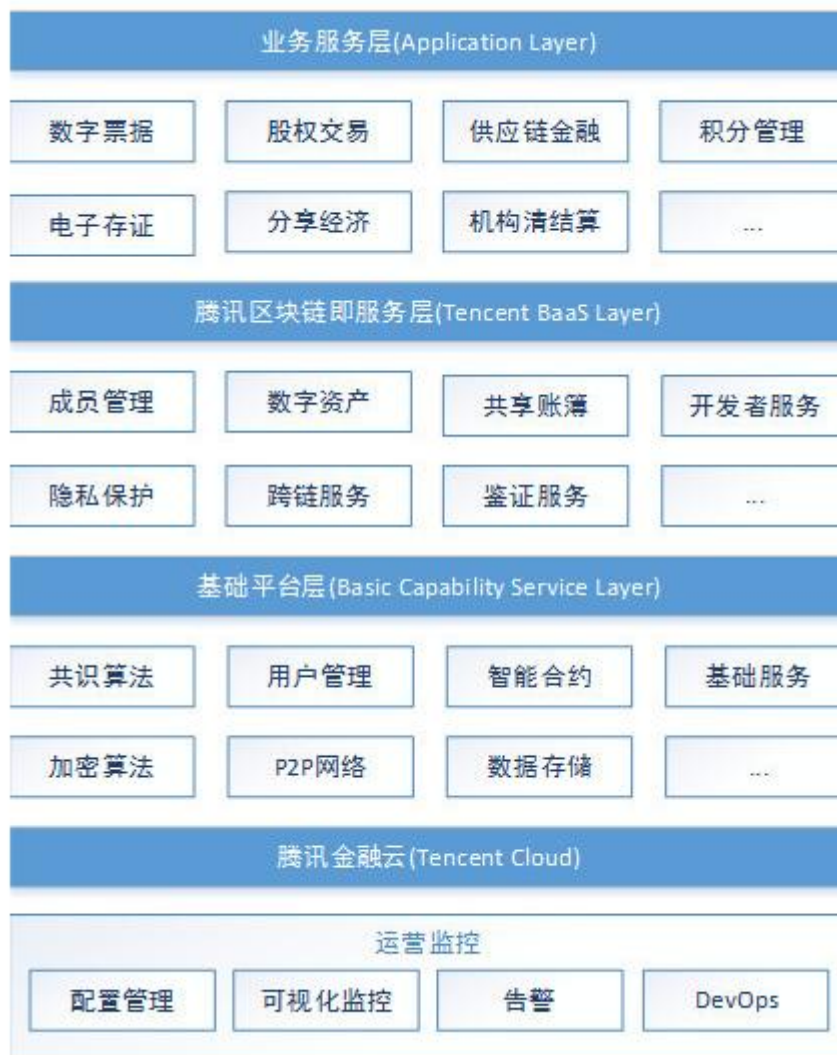 业务服务层(Application Layer)
数字票据 股权交易 供应链金融 积分管理
电子存证 分享经济 机构清结算 ...
腾讯区块链即服务层(Tencent BaaS Layer)
成员管理 数字资产 共享账簿 开发者服务
隐私保护 跨链服务 鉴证服务 ...
基础平台层(Basic Capability Service Layer)
共识算法 用户管理 智能合约 基础服务
加密算法 P2P网络 数据存储 ...
腾讯金融云(Tencent Cloud)
运营监控
配置管理 可视化监控 告警 DevOps